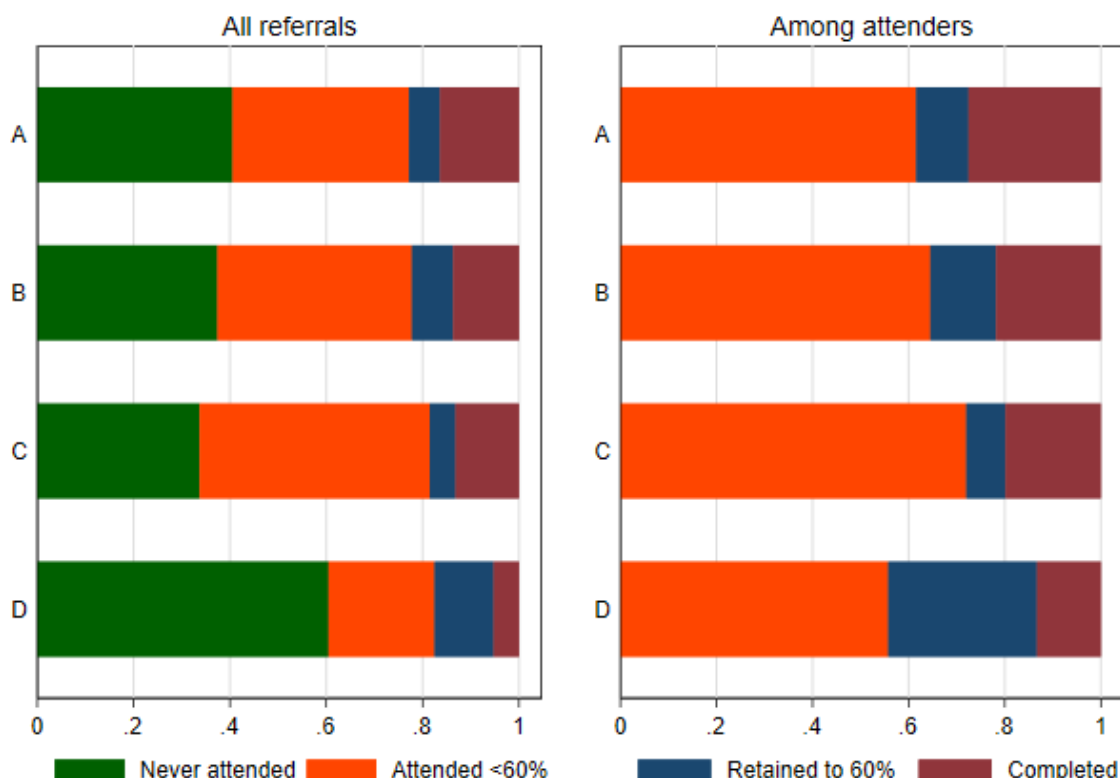 All referrals
A
B
C
D
0 .2 .4 .6 .8 1
Among attenders
A
B
C
D
0 .2 .4 .6 .8 1
Never attended Attended <60% Retained to 60% Completed